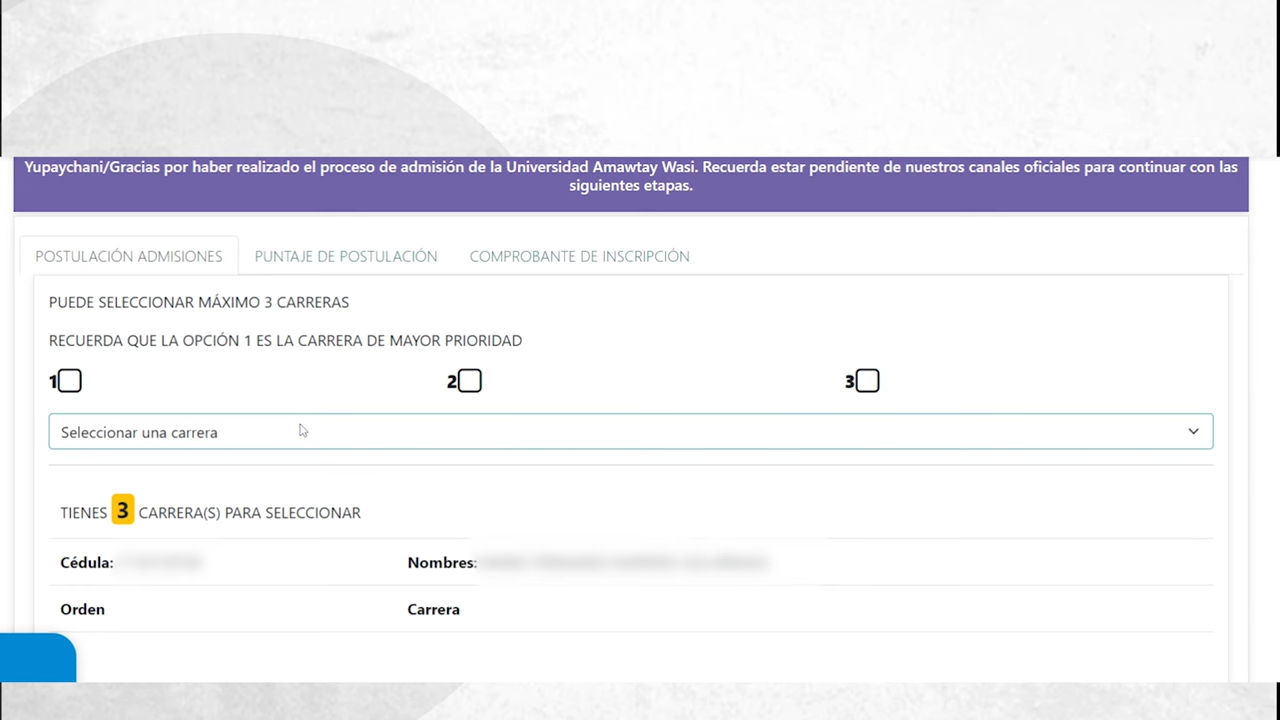 Yupaychani/Gracias por haber realizado el proceso de admisión de la Universidad Amawtay Wasi. Recuerda estar pendiente de nuestros canales oficiales para continuar con las
siguientes etapas.
POSTULACIÓN ADMISIONES PUNTAJE DE POSTULACIÓN COMPROBANTE DE INSCRIPCIÓN
PUEDE SELECCIONAR MÁXIMO 3 CARRERAS
RECUERDA QUE LA OPCIÓN 1 ES LA CARRERA DE MAYOR PRIORIDAD
1 2 3
Seleccionar una carrera
TIENES 3 CARRERA(S) PARA SELECCIONAR
Cédula: Nombres:
Orden Carrera